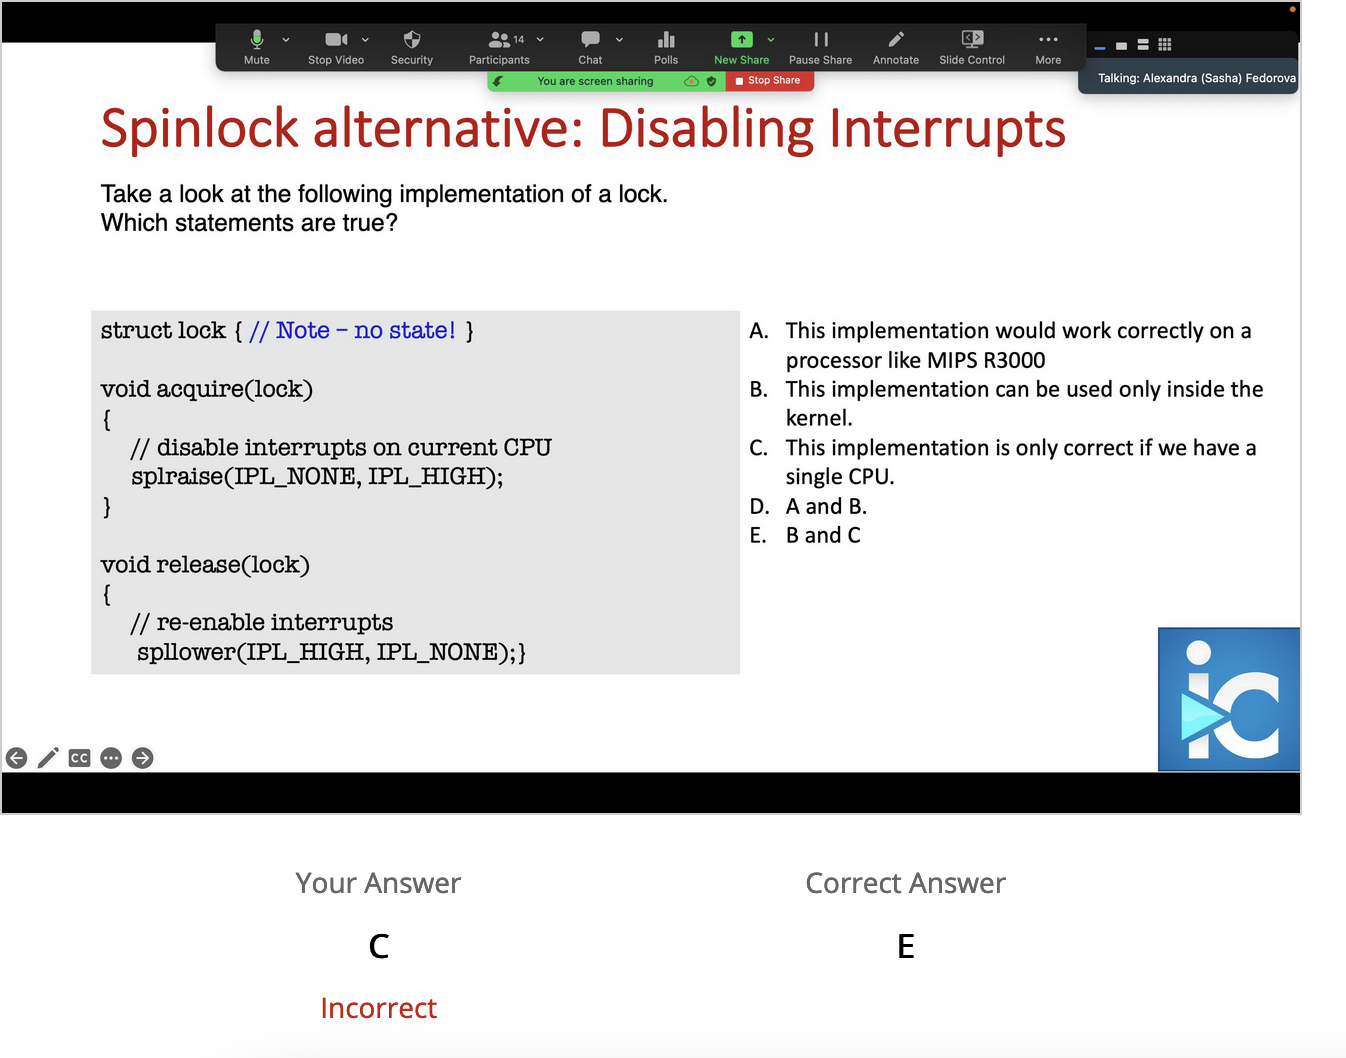 Mute
Stop Video
Security
Participants
14
Chat
Polls
New Share
Pause Share
Annotate
Slide Control
More
You are screen sharing
Stop Share
Talking: Alexandra (Sasha) Fedorova
Spinlock alternative: Disabling Interrupts
Take a look at the following implementation of a lock.
Which statements are true?
struct lock { // Note – no state! }
void acquire(lock)
{
// disable interrupts on current CPU
splraise(IPL_NONE, IPL_HIGH);
}
void release(lock)
{
// re-enable interrupts
spllower(IPL_HIGH, IPL_NONE);}
A. This implementation would work correctly on a
processor like MIPS R3000
B. This implementation can be used only inside the
kernel.
C. This implementation is only correct if we have a
single CPU.
D. A and B.
E. B and C
CC
ic
Your Answer
Correct Answer
C
E
Incorrect